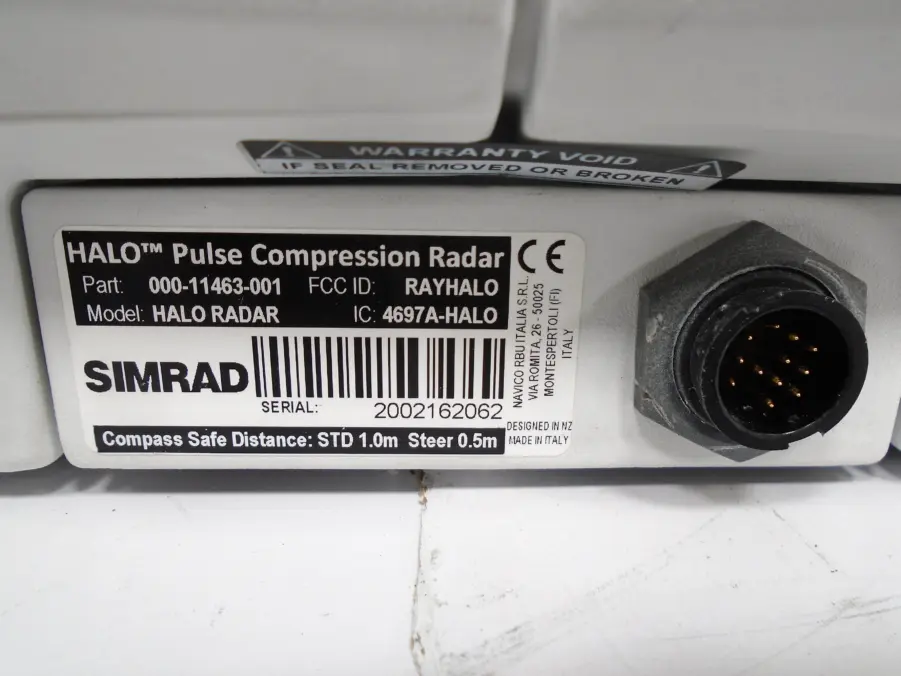 WARRANTY VOID
IF SEAL REMOVED OR BROKEN
HALO™ Pulse Compression Radar
Part: 000-11463-001 FCC ID: RAYHALO
Model: HALO RADAR IC: 4697A-HALO
SIMRAD
SERIAL: 2002162062
Compass Safe Distance: STD 1.0m Steer 0.5m
CE
NAVICO RBU ITALIA S.R.L.
VIA ROMITA, 26 - 50025
MONTESPERTOLI (FI)
ITALY
DESIGNED IN NZ
MADE IN ITALY